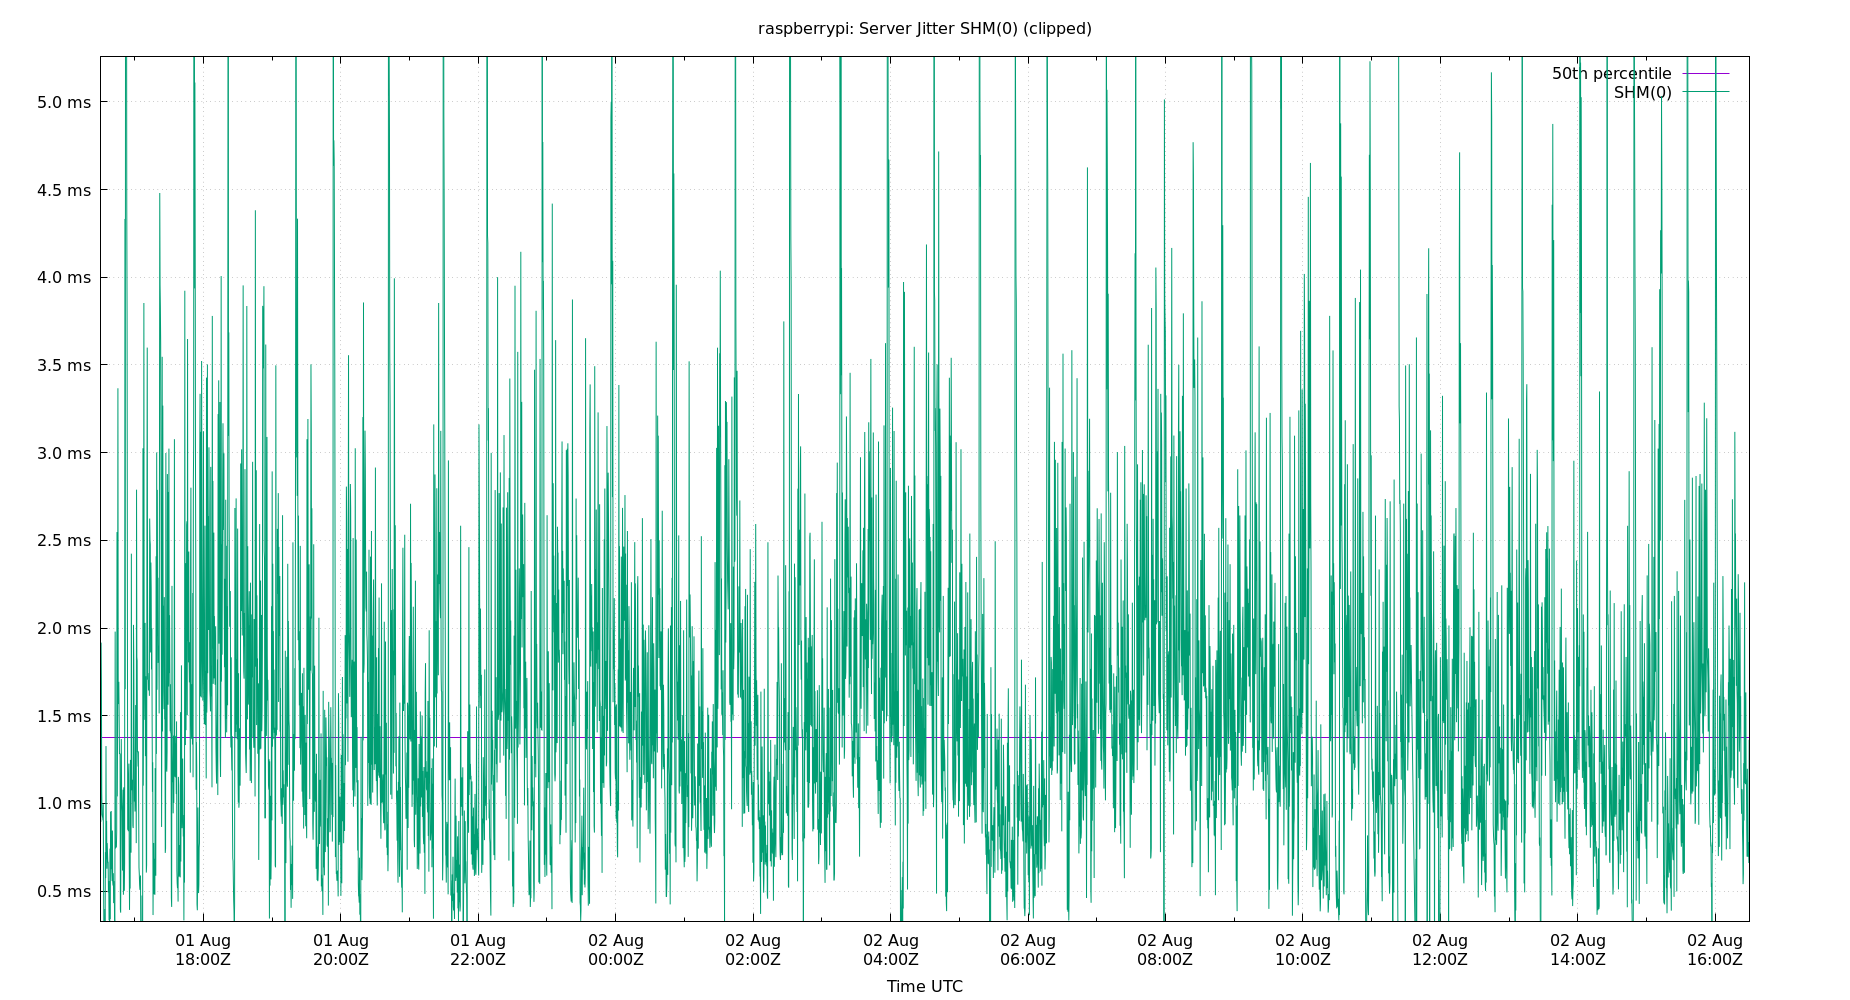 raspberrypi: Server Jitter SHM(0) (clipped)
50th percentile
SHM(0)
5.0 ms
4.5 ms
4.0 ms
3.5 ms
3.0 ms
2.5 ms
2.0 ms
1.5 ms
1.0 ms
0.5 ms
01 Aug 01 Aug 01 Aug 02 Aug 02 Aug 02 Aug 02 Aug 02 Aug 02 Aug 02 Aug 02 Aug 02 Aug
18:00Z 20:00Z 22:00Z 00:00Z 02:00Z 04:00Z 06:00Z 08:00Z 10:00Z 12:00Z 14:00Z 16:00Z
Time UTC